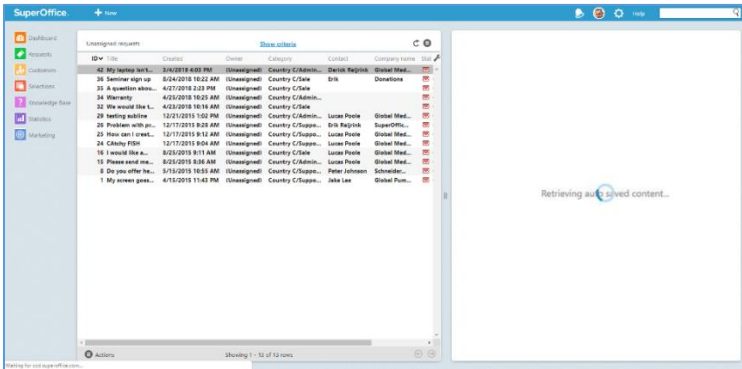 SuperOffice.
New
Help
Dashboard
Requests
Customers
Selections
Knowledge Base
Statistics
Marketing
Unassigned requests
Show criteria
ID Title Created Owner Category Contact Company name Stat
42 My laptop isn't... 3/4/2019 4:03 PM (Unassigned) Country C/Admin... Derick Reijrink Global Med...
36 Seminar sign up 8/24/2018 10:22 AM (Unassigned) Country C/Sale Erik Donations
35 A question abou... 4/27/2018 2:23 PM (Unassigned) Country C/Sale
34 Warranty 4/25/2018 10:25 AM (Unassigned) Country C/Admin...
32 We would like t... 4/23/2018 10:16 AM (Unassigned) Country C/Sale
29 testing subline 12/21/2015 1:02 PM (Unassigned) Country C/Admin... Lucas Poole Global Med...
26 Problem with pr... 12/17/2015 9:28 AM (Unassigned) Country C/Suppo... Erik Reijrink SuperOffic...
25 How can I creat... 12/17/2015 9:12 AM (Unassigned) Country C/Suppo... Lucas Poole Global Med...
24 CAtchy FISH 12/17/2015 9:04 AM (Unassigned) Country C/Suppo... Lucas Poole Global Med...
16 I would like a... 8/25/2015 9:11 AM (Unassigned) Country C/Sale Lucas Poole Global Med...
15 Please send me... 8/25/2015 8:36 AM (Unassigned) Country C/Admin... Lucas Poole Global Med...
8 Do you offer he... 5/15/2015 10:55 AM (Unassigned) Country C/Suppo... Peter Johnson Schneider...
1 My screen goes... 4/15/2015 11:43 PM (Unassigned) Country C/Suppo... Jake Lee Global Pum...
Retrieving auto saved content...
Actions
Showing 1 - 13 of 13 rows
Waiting for cs